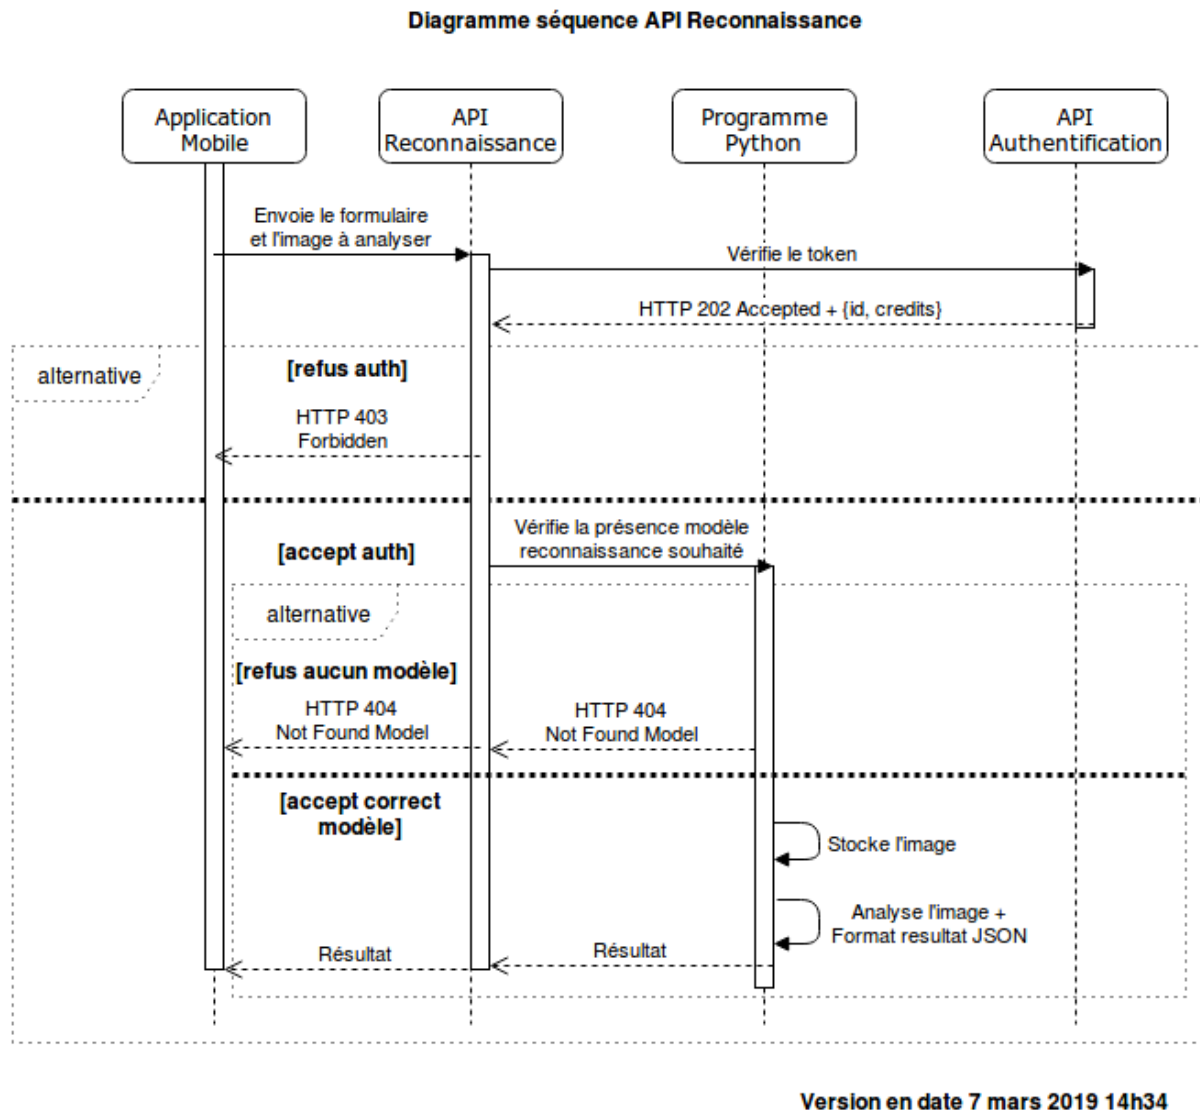 Diagramme séquence API Reconnaissance
Application
Mobile
API
Reconnaissance
Programme
Python
API
Authentification
Envoie le formulaire
et l'image à analyser
Vérifie le token
HTTP 202 Accepted + {id, credits}
alternative
[refus auth]
HTTP 403
Forbidden
[accept auth]
Vérifie la présence modèle
reconnaissance souhaité
alternative
[refus aucun modèle]
HTTP 404
Not Found Model
HTTP 404
Not Found Model
[accept correct
modèle]
Stocke l'image
Analyse l'image +
Format resultat JSON
Résultat
Résultat
Version en date 7 mars 2019 14h34